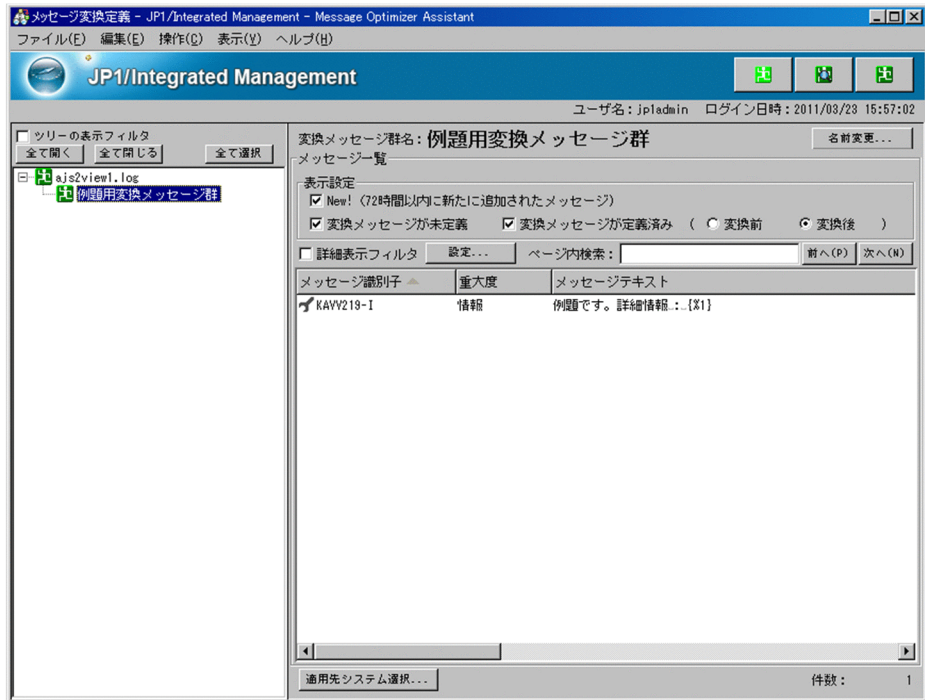 メッセージ変換定義 - JP1/Integrated Management - Message Optimizer Assistant
ファイル(F) 編集(E) 操作(C) 表示(V) ヘルプ(H)
JP1/Integrated Management
ユーザ名：jp1admin ログイン日時：2011/03/23 15:57:02
ツリーの表示フィルタ
全て開く 全て閉じる 全て選択
ajs2view1.log
例題用変換メッセージ群
変換メッセージ群名：例題用変換メッセージ群 名前変更...
メッセージ一覧
表示設定
New! (72時間以内に新たに追加されたメッセージ)
変換メッセージが未定義 変換メッセージが定義済み ( 変換前 変換後 )
詳細表示フィルタ 設定... ページ内検索： 前へ(P) 次へ(N)
メッセージ識別子 重大度 メッセージテキスト
KAVV219-I 情報 例題です。詳細情報 : {%1}
適用先システム選択... 件数： 1